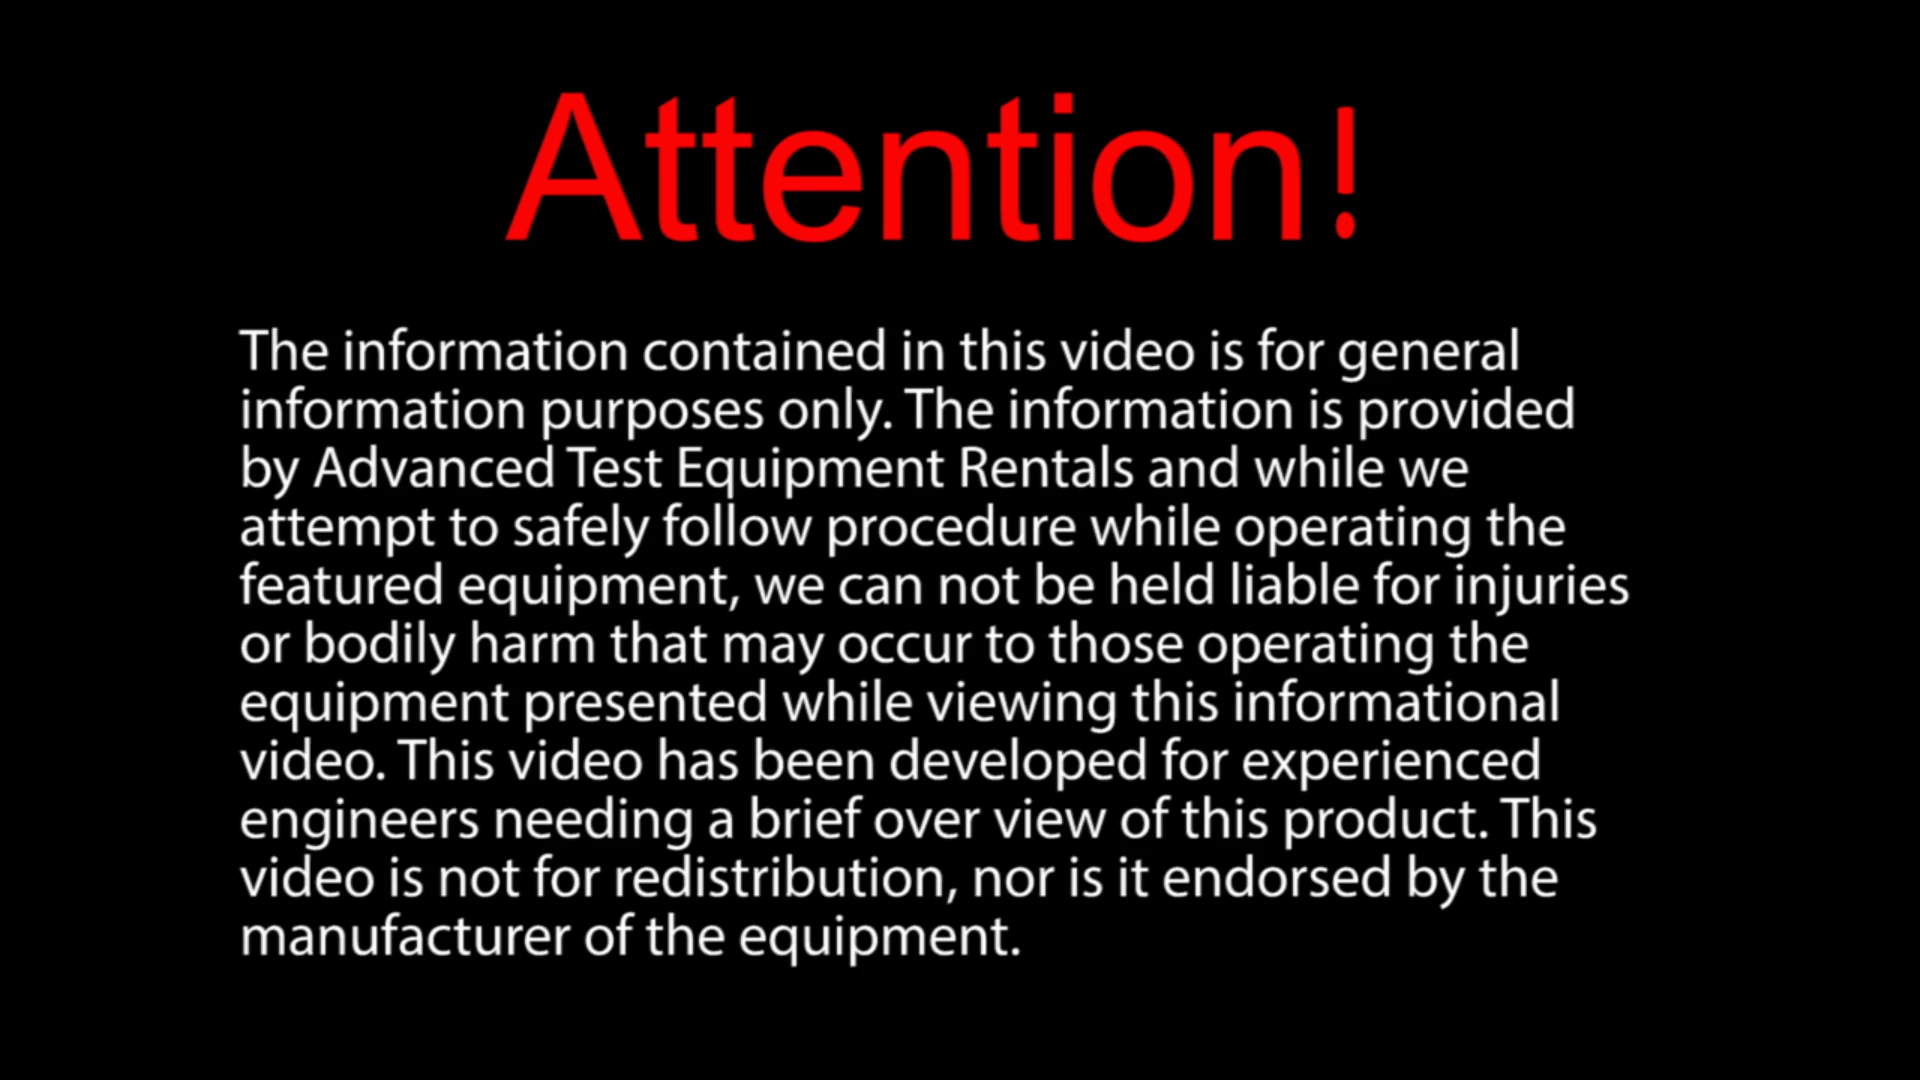 Attention!
The information contained in this video is for general
information purposes only. The information is provided
by Advanced Test Equipment Rentals and while we
attempt to safely follow procedure while operating the
featured equipment, we can not be held liable for injuries
or bodily harm that may occur to those operating the
equipment presented while viewing this informational
video. This video has been developed for experienced
engineers needing a brief over view of this product. This
video is not for redistribution, nor is it endorsed by the
manufacturer of the equipment.